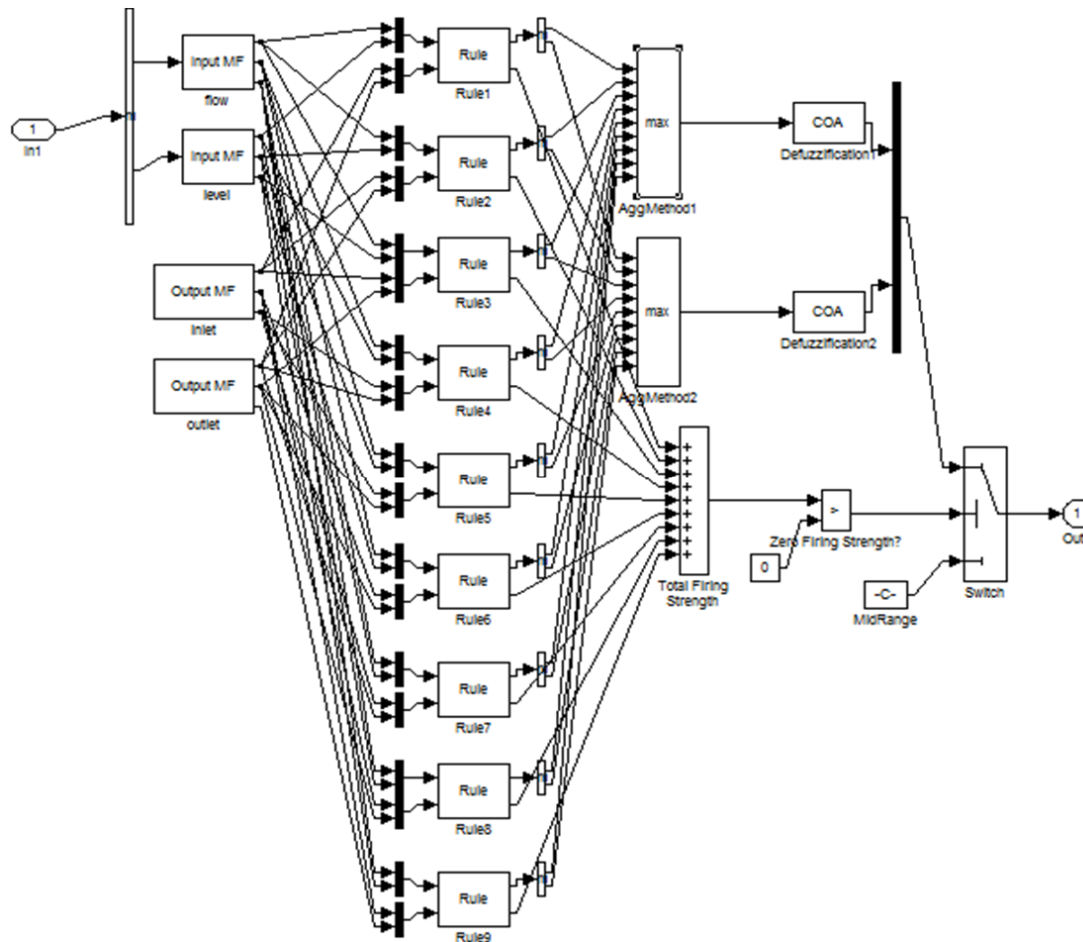 1
In1
Input MF
flow
Input MF
level
Output MF
inlet
Output MF
outlet
Rule
Rule1
Rule
Rule2
Rule
Rule3
Rule
Rule4
Rule
Rule5
Rule
Rule6
Rule
Rule7
Rule
Rule8
Rule
Rule9
max
AggMethod1
max
AggMethod2
+
+
+
+
+
+
+
+
+
Total Firing
Strength
COA
Defuzzification1
COA
Defuzzification2
>
Zero Firing Strength?
0
-C-
MidRange
Switch
1
Out